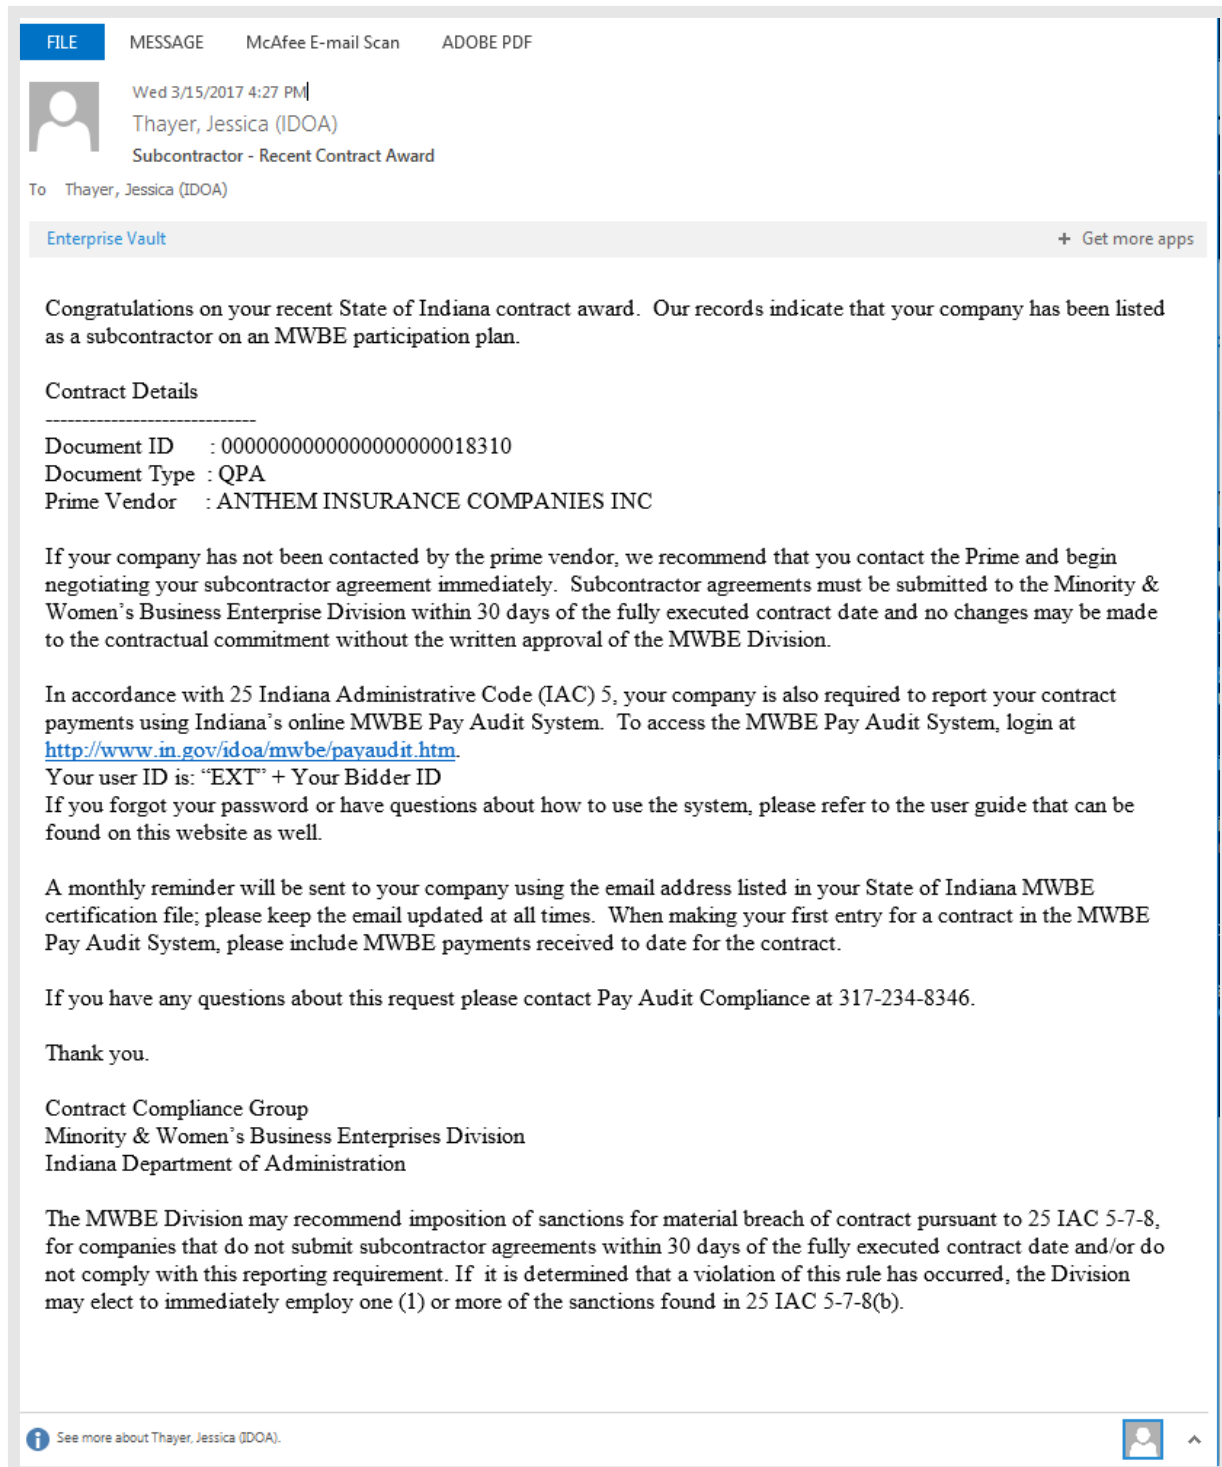 FILE MESSAGE McAfee E-mail Scan ADOBE PDF
Wed 3/15/2017 4:27 PM
Thayer, Jessica (IDOA)
Subcontractor - Recent Contract Award
To Thayer, Jessica (IDOA)
Enterprise Vault + Get more apps
Congratulations on your recent State of Indiana contract award. Our records indicate that your company has been listed
as a subcontractor on an MWBE participation plan.
Contract Details
-----------------------------
Document ID : 0000000000000000000018310
Document Type : QPA
Prime Vendor : ANTHEM INSURANCE COMPANIES INC
If your company has not been contacted by the prime vendor, we recommend that you contact the Prime and begin
negotiating your subcontractor agreement immediately. Subcontractor agreements must be submitted to the Minority &
Women's Business Enterprise Division within 30 days of the fully executed contract date and no changes may be made
to the contractual commitment without the written approval of the MWBE Division.
In accordance with 25 Indiana Administrative Code (IAC) 5, your company is also required to report your contract
payments using Indiana's online MWBE Pay Audit System. To access the MWBE Pay Audit System, login at
http://www.in.gov/idoa/mwbe/payaudit.htm.
Your user ID is: “EXT” + Your Bidder ID
If you forgot your password or have questions about how to use the system, please refer to the user guide that can be
found on this website as well.
A monthly reminder will be sent to your company using the email address listed in your State of Indiana MWBE
certification file; please keep the email updated at all times. When making your first entry for a contract in the MWBE
Pay Audit System, please include MWBE payments received to date for the contract.
If you have any questions about this request please contact Pay Audit Compliance at 317-234-8346.
Thank you.
Contract Compliance Group
Minority & Women's Business Enterprises Division
Indiana Department of Administration
The MWBE Division may recommend imposition of sanctions for material breach of contract pursuant to 25 IAC 5-7-8,
for companies that do not submit subcontractor agreements within 30 days of the fully executed contract date and/or do
not comply with this reporting requirement. If it is determined that a violation of this rule has occurred, the Division
may elect to immediately employ one (1) or more of the sanctions found in 25 IAC 5-7-8(b).
See more about Thayer, Jessica (IDOA).